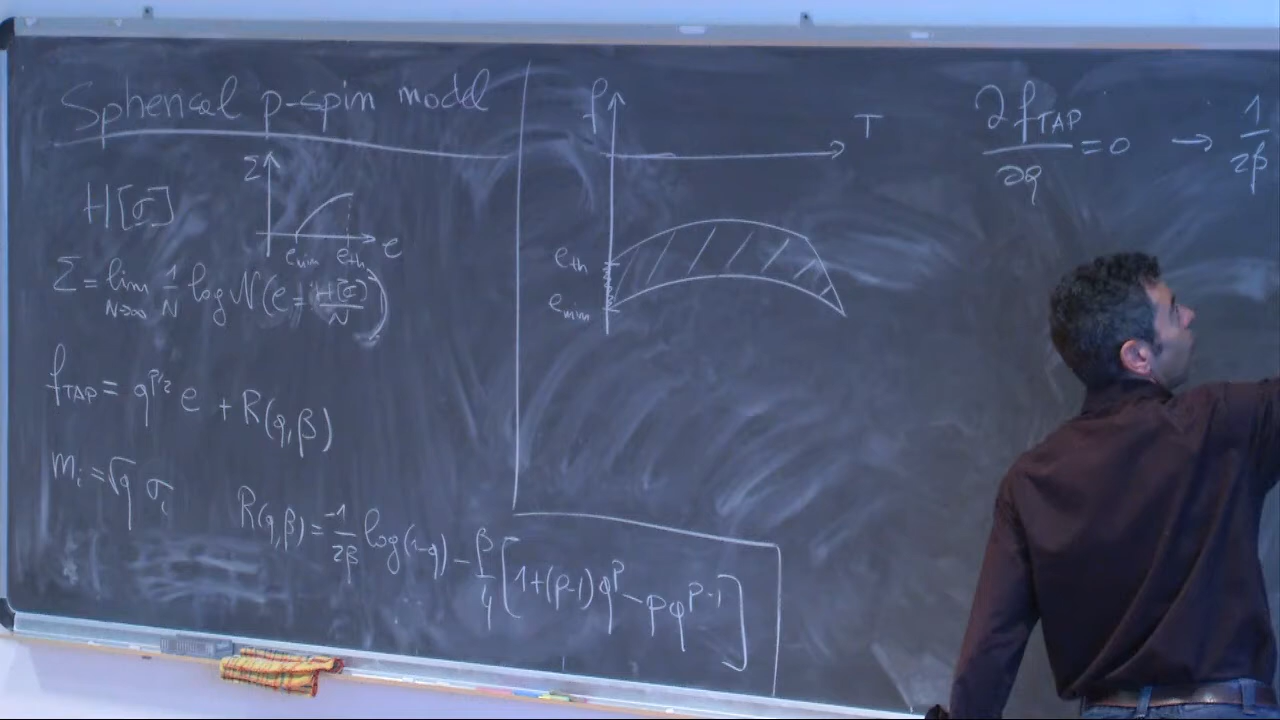 Spherical p-spin model
H[σ]
Σ
e_min e_th e
Σ = lim_{N→∞} 1/N log N(e = H[σ]/N)
f_TAP = q^{p/2} e + R(q,β)
m_i = √q σ_i
R(q,β) = -1/2β log(1-q) - β/4 [1+(p-1)q^p - pq^{p-1}]
f
T
e_th
e_min
∂f_TAP/∂q = 0 → 1/2β